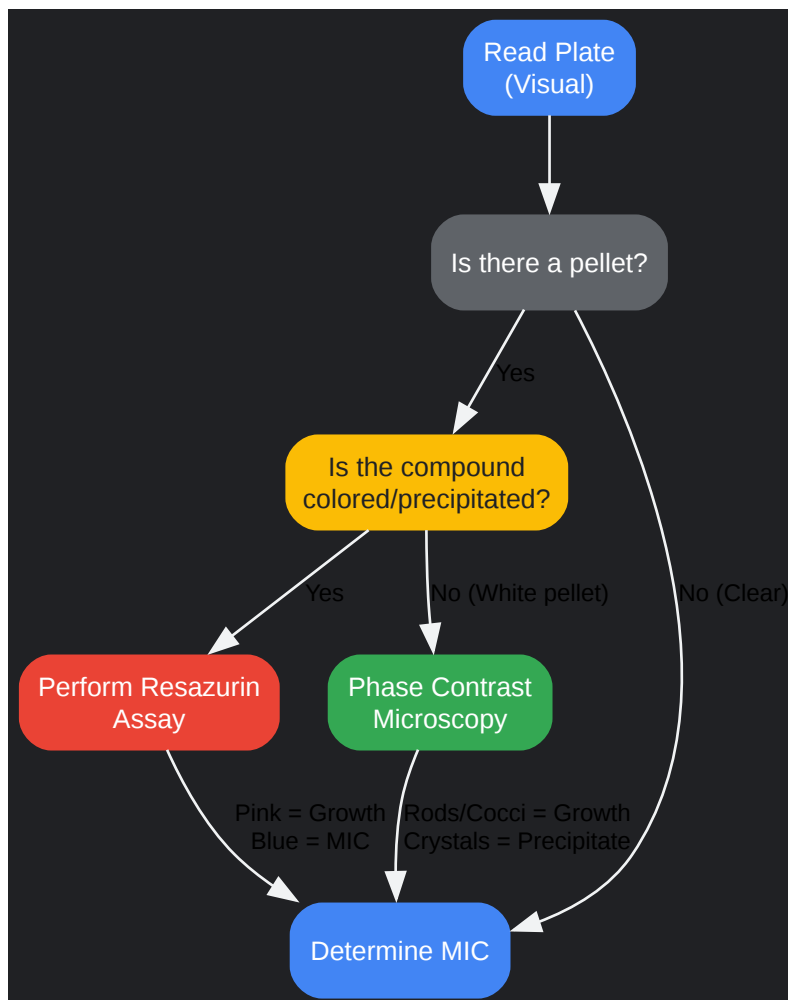 Read Plate
(Visual)
Is there a pellet?
Yes
Is the compound
colored/precipitated?
Yes
No (White pellet)
No (Clear)
Perform Resazurin
Assay
Phase Contrast
Microscopy
Pink = Growth
Blue = MIC
Rods/Cocci = Growth
Crystals = Precipitate
Determine MIC